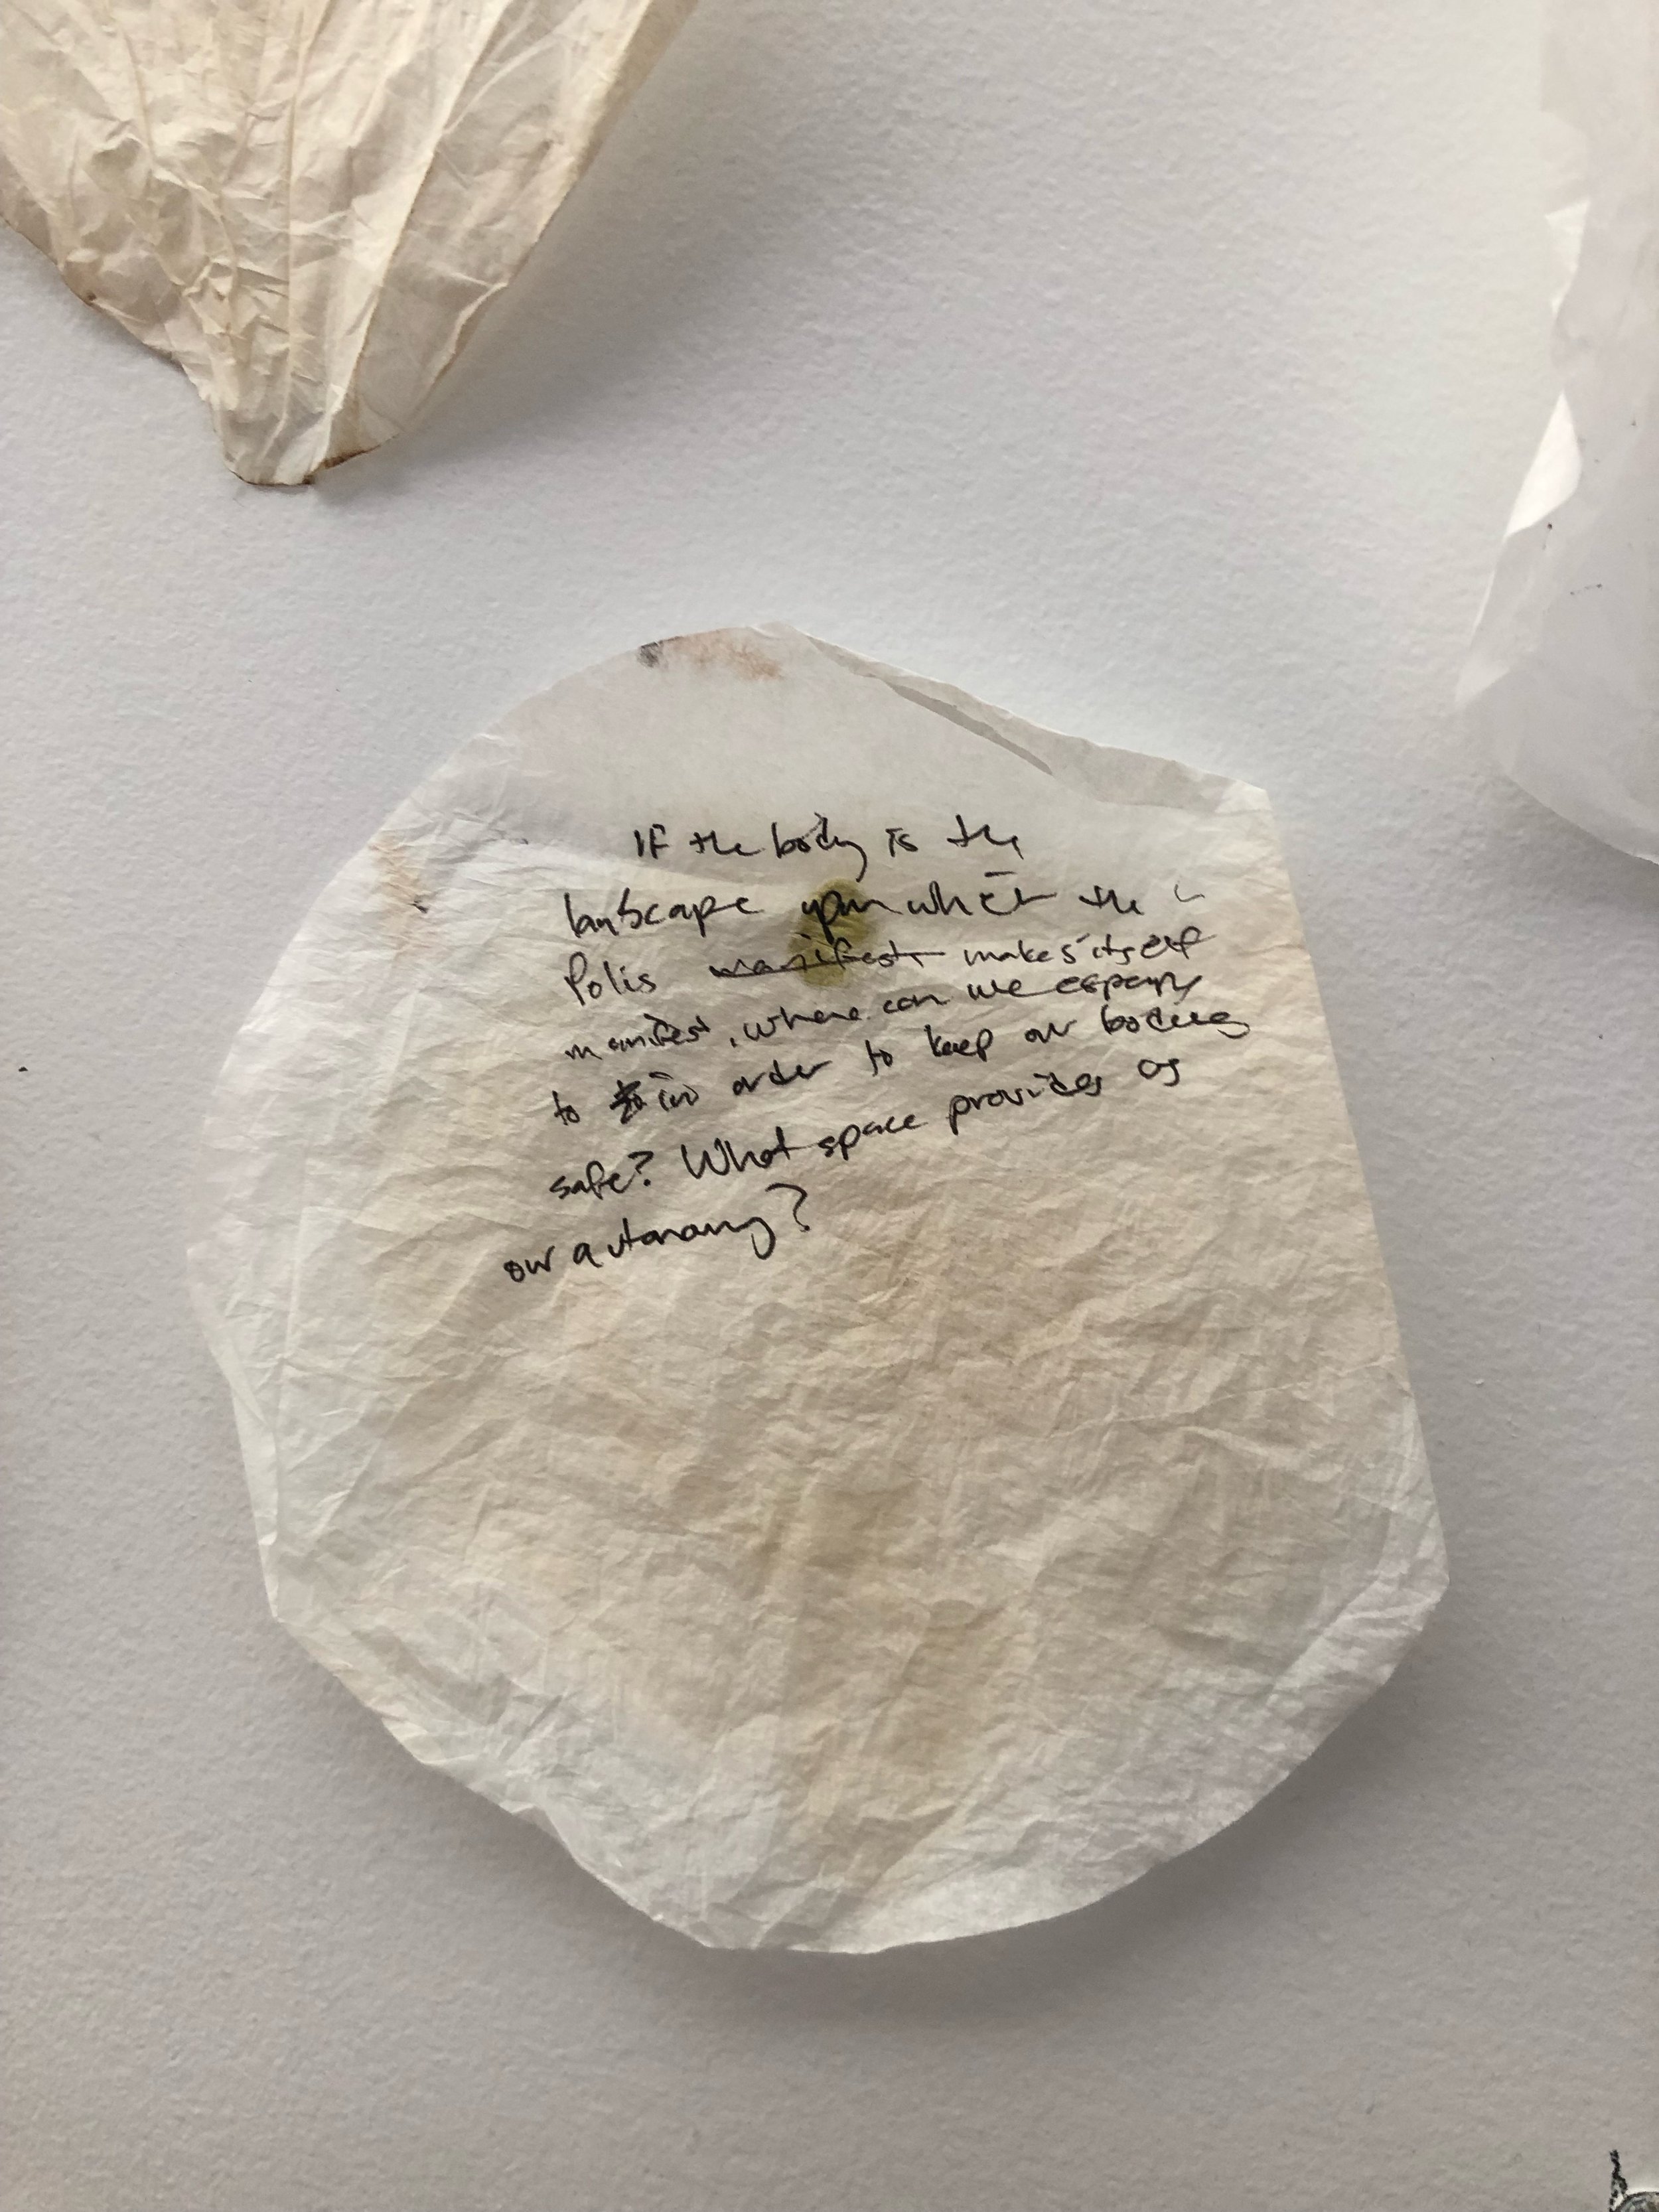 If the body is the
landscape upon which the
Polis manifest makes itself
manifest, where can we escape
to in order to keep our bodies
safe? What space provides us
our autonomy?